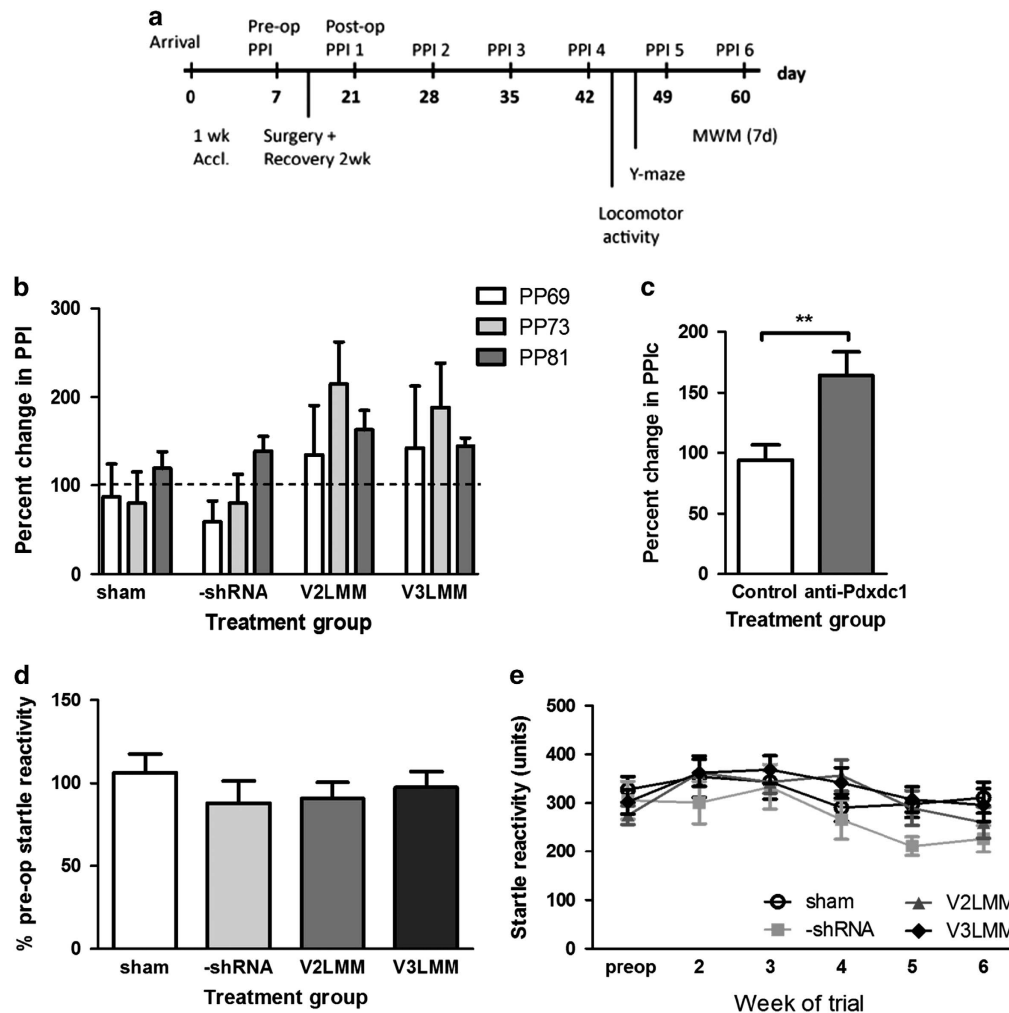 a
Arrival
Pre-op
PPI
Post-op
PPI 1
PPI 2
PPI 3
PPI 4
PPI 5
PPI 6
day
0
7
21
28
35
42
49
60
1 wk
Accl.
Surgery +
Recovery 2wk
MWM (7d)
Y-maze
Locomotor
activity
b
Percent change in PPI
300
200
100
0
PP69
PP73
PP81
sham
-shRNA
V2LMM
V3LMM
Treatment group
c
Percent change in PPIc
200
150
100
50
0
**
Control
anti-Pdxdc1
Treatment group
d
% pre-op startle reactivity
150
100
50
0
sham
-shRNA
V2LMM
V3LMM
Treatment group
e
Startle reactivity (units)
500
400
300
200
100
0
sham
-shRNA
V2LMM
V3LMM
preop
2
3
4
5
6
Week of trial